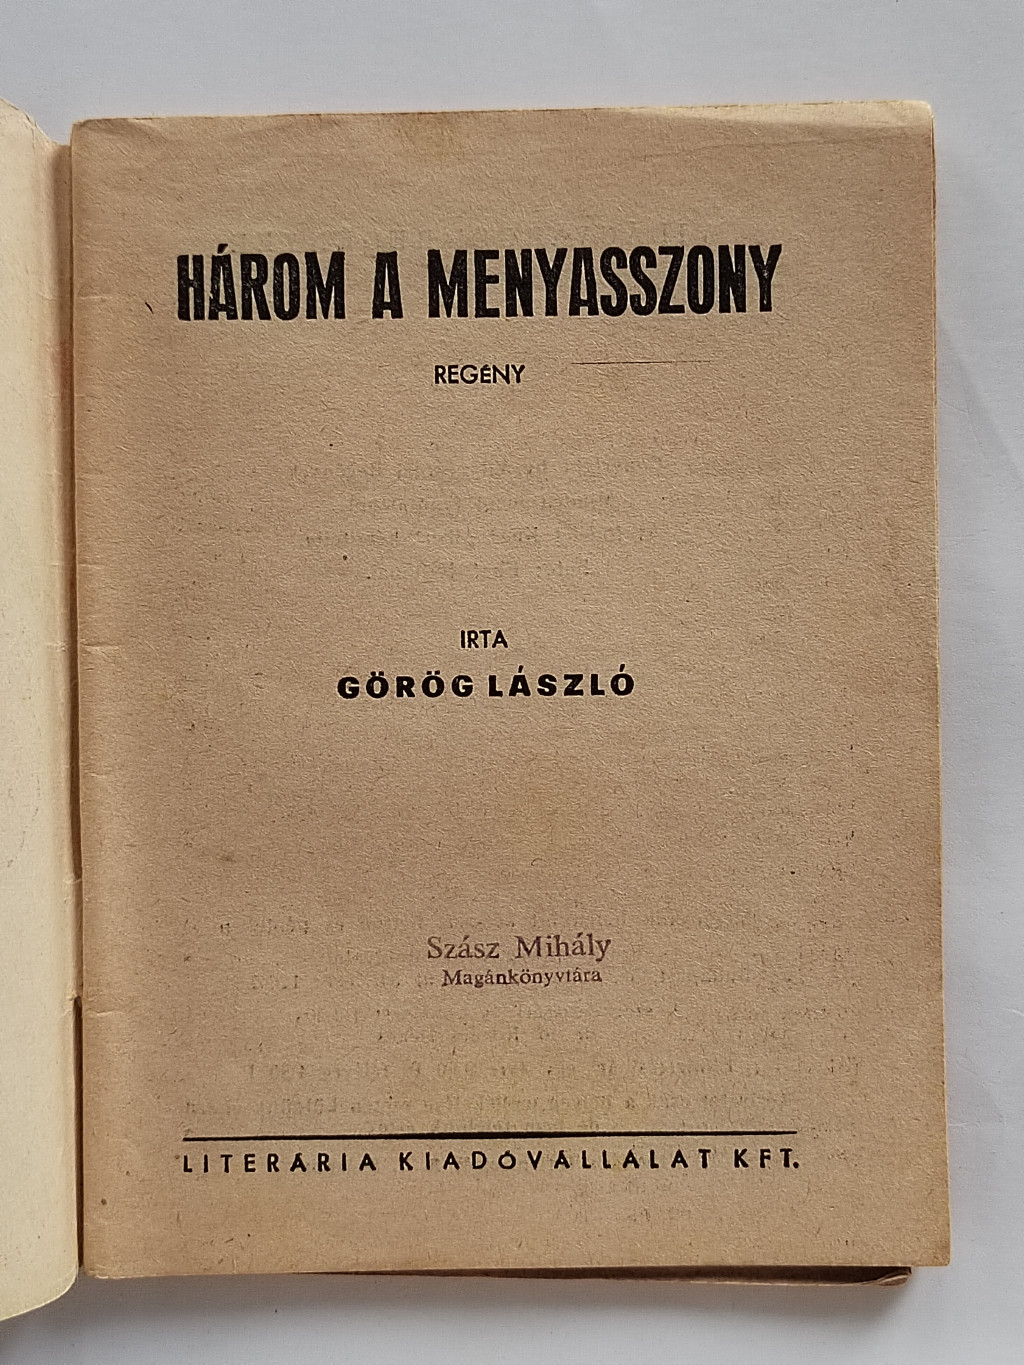 HÁROM A MENYASSZONY
REGÉNY
IRTA
GÖRÖG LÁSZLÓ
Szász Mihály
Magánkönyvtára
LITERÁRIA KIADÓVÁLLALAT KFT.